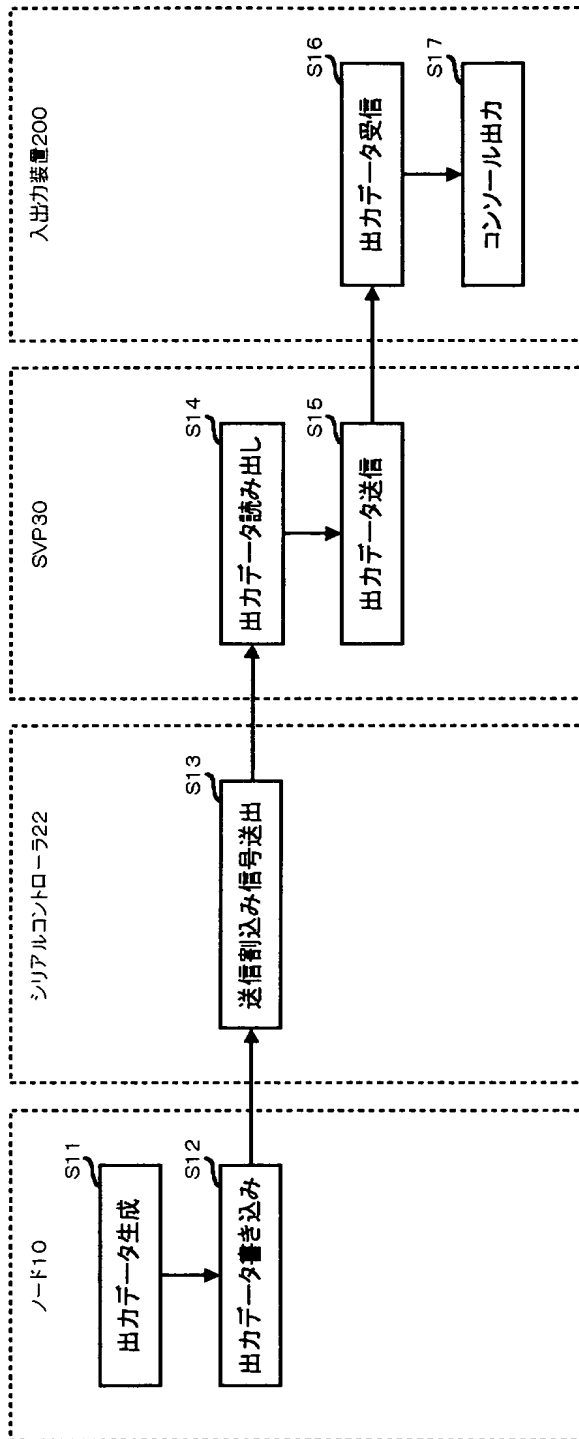 ノード10
S11
出力データ生成
S12
出力データ書き込み
シリアルコントローラ22
S13
送信割込み信号送出
SVP30
S14
出力データ読み出し
S15
出力データ送信
入出力装置200
S16
出力データ受信
S17
コンソール出力